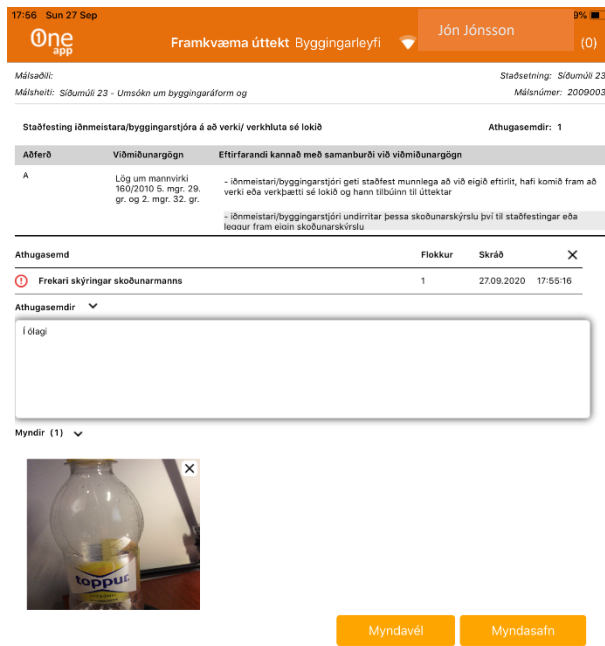 17:56 Sun 27 Sep
9%
One
app
Framkvæma úttekt Byggingarleyfi
Jón Jónsson
(0)
Málsaðili:
Staðsetning: Síðumúli 23
Málsheiti: Síðumúli 23 - Umsókn um byggingaráform og
Málsnúmer: 2009003
Staðfesting iðnmeistara/byggingarstjóra á að verki/ verkhluta sé lokið
Athugasemdir: 1
Aðferð
Viðmiðunargögn
Eftirfarandi kannað með samanburði við viðmiðunargögn
A
Lög um mannvirki
160/2010 5. mgr. 29.
gr. og 2. mgr. 32. gr.
- iðnmeistari/byggingarstjóri geti staðfest munnlega að við eigið eftirlit, hafi komið fram að
verki eða verkþætti sé lokið og hann tilbúinn til úttektar
- iðnmeistari/byggingarstjóri undirritar þessa skoðunarskýrslu því til staðfestingar eða
leggur fram eigin skoðunarskýrslu
Athugasemd
Flokkur
Skráð
Frekari skýringar skoðunarmanns
1
27.09.2020 17:55:16
Athugasemdir
Í ólagi
Myndir (1)
toppur
Myndavél
Myndasafn